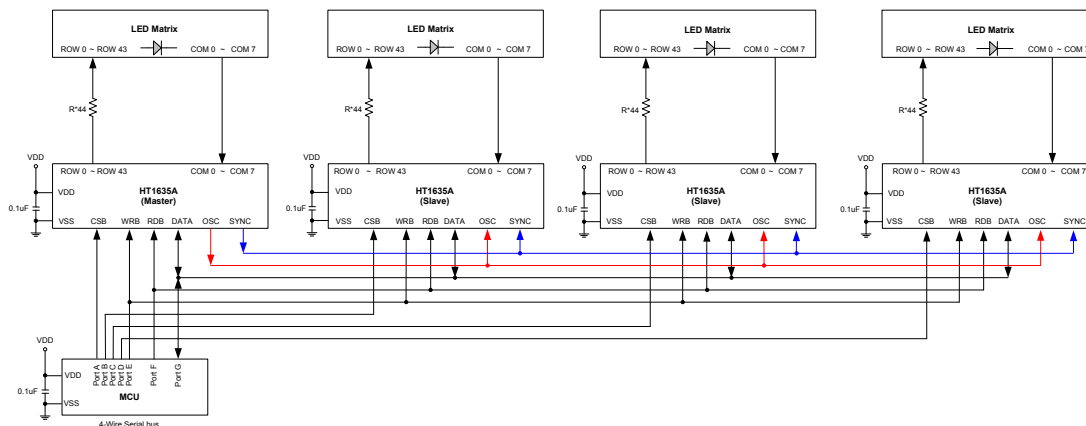 LED Matrix
ROW 0 ~ ROW 43 COM 0 ~ COM 7
LED Matrix
ROW 0 ~ ROW 43 COM 0 ~ COM 7
LED Matrix
ROW 0 ~ ROW 43 COM 0 ~ COM 7
LED Matrix
ROW 0 ~ ROW 43 COM 0 ~ COM 7
R*44
R*44
R*44
R*44
VDD
0.1uF
ROW 0 ~ ROW 43 COM 0 ~ COM 7
VDD
HT1635A
(Master)
VSS CSB WRB RDB DATA OSC SYNC
VDD
0.1uF
ROW 0 ~ ROW 43 COM 0 ~ COM 7
VDD
HT1635A
(Slave)
VSS CSB WRB RDB DATA OSC SYNC
VDD
0.1uF
ROW 0 ~ ROW 43 COM 0 ~ COM 7
VDD
HT1635A
(Slave)
VSS CSB WRB RDB DATA OSC SYNC
VDD
0.1uF
ROW 0 ~ ROW 43 COM 0 ~ COM 7
VDD
HT1635A
(Slave)
VSS CSB WRB RDB DATA OSC SYNC
VDD
0.1uF
VDD
VSS
Port A
Port B
Port C
Port D
Port E
Port F
Port G
MCU
4-Wire Serial bus